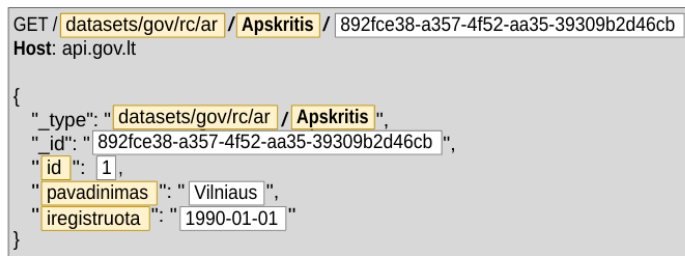 GET / datasets/gov/rc/ar / Apskritis / 892fce38-a357-4f52-aa35-39309b2d46cb
Host: api.gov.lt
{
"_type": "datasets/gov/rc/ar / Apskritis",
"_id": "892fce38-a357-4f52-aa35-39309b2d46cb",
"id": 1,
"pavadinimas": "Vilniaus",
"iregistruota": "1990-01-01"
}